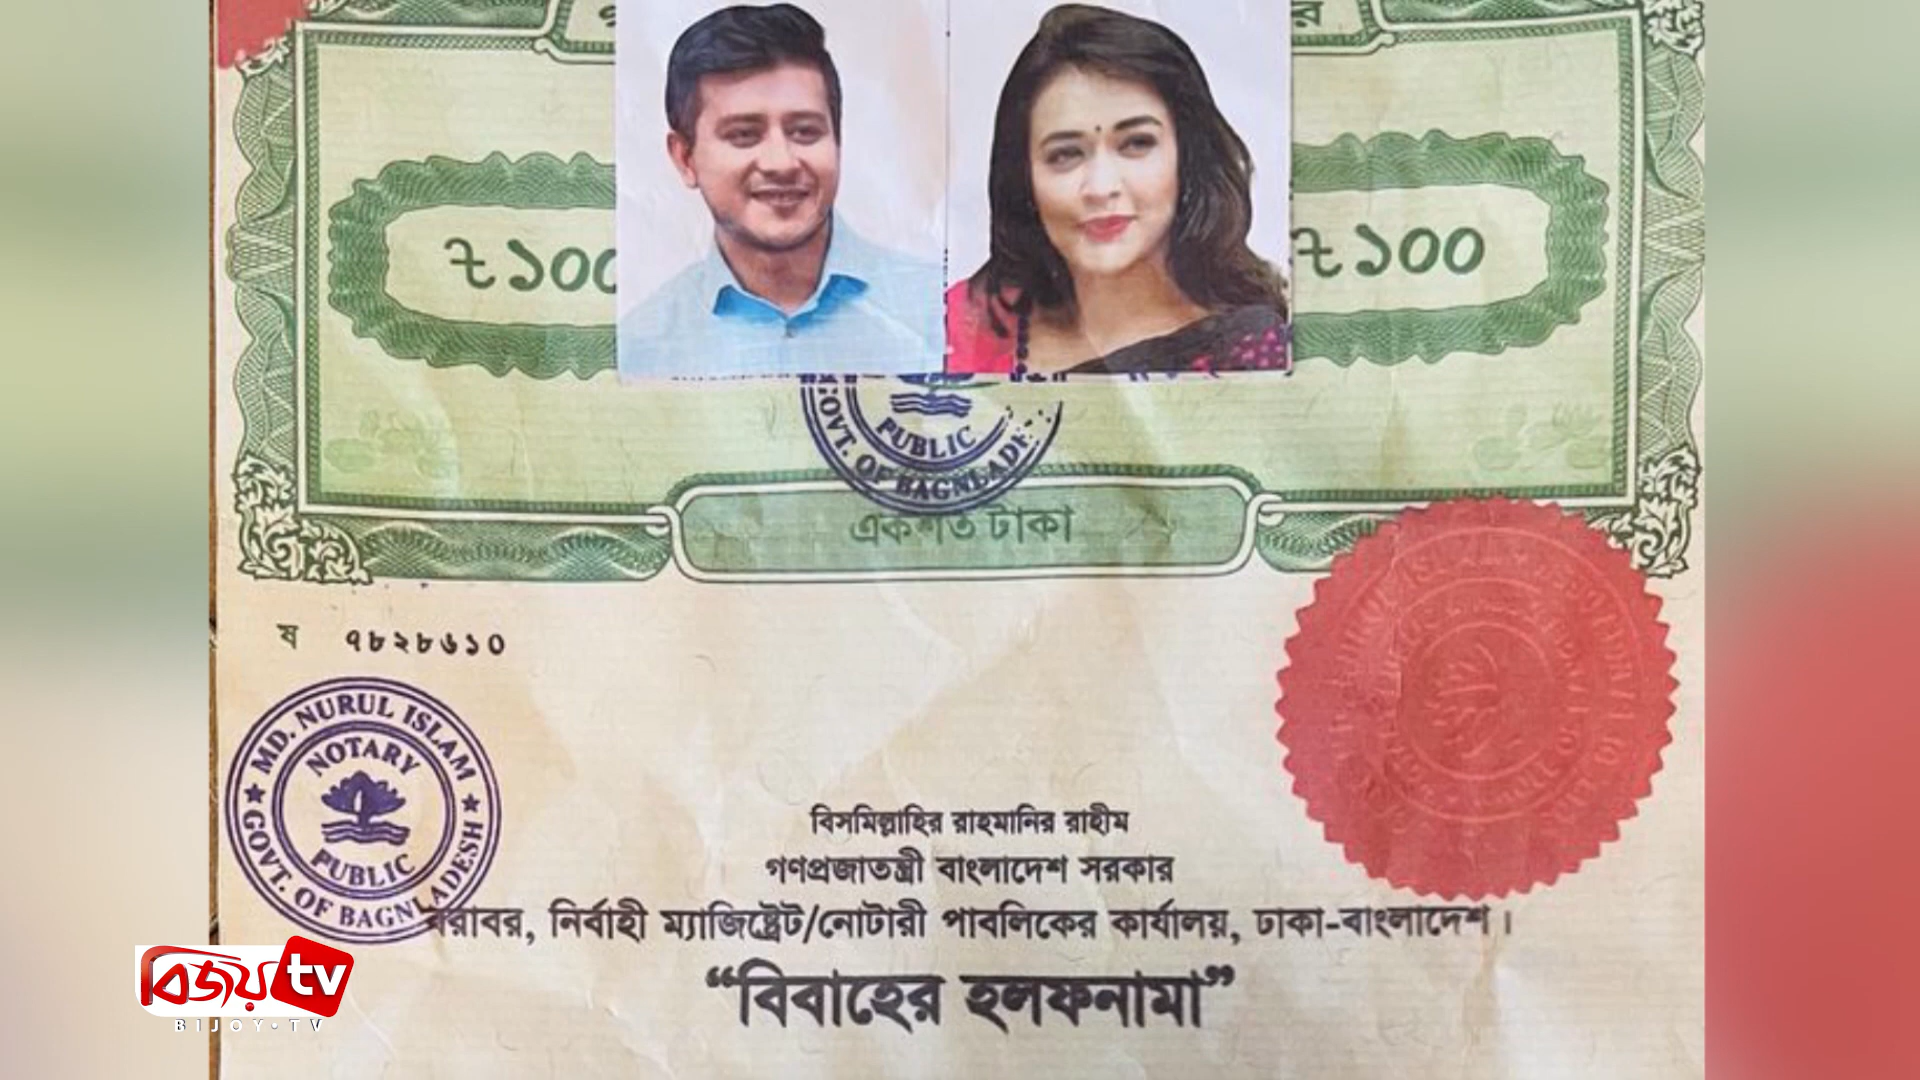 ৳ ১০০
৳ ১০০
PUBLIC
GOVT. OF BAGNLADE
একশত টাকা
ষ ৭৮২৮৬১০
MD. NURUL ISLAM
NOTARY
PUBLIC
GOVT. OF BAGNLADESH
বিসমিল্লাহির রাহমানির রাহীম
গণপ্রজাতন্ত্রী বাংলাদেশ সরকার
বরাবর, নির্বাহী ম্যাজিষ্ট্রেট/নোটারী পাবলিকের কার্যালয়, ঢাকা-বাংলাদেশ।
“বিবাহের হলফনামা”
বিজয় tv
BIJOY·TV